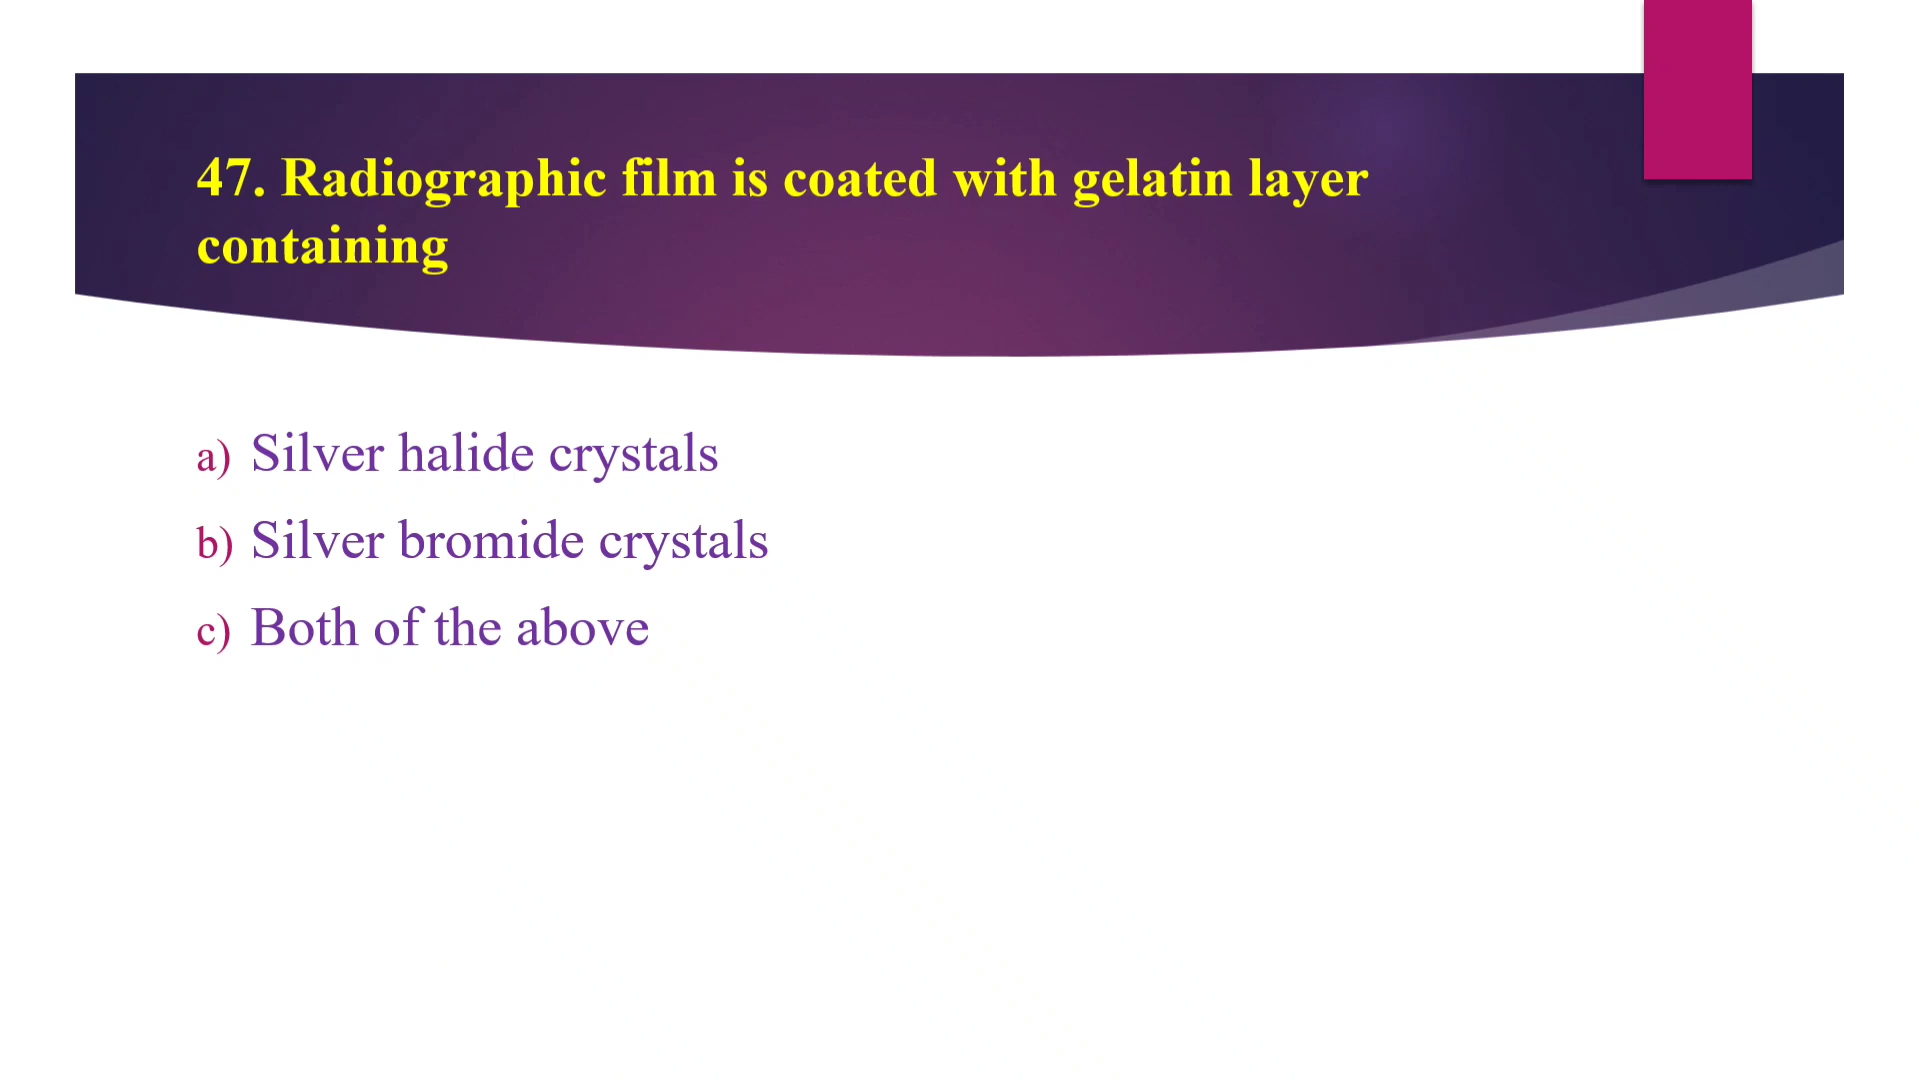 47. Radiographic film is coated with gelatin layer
containing
a) Silver halide crystals
b) Silver bromide crystals
c) Both of the above